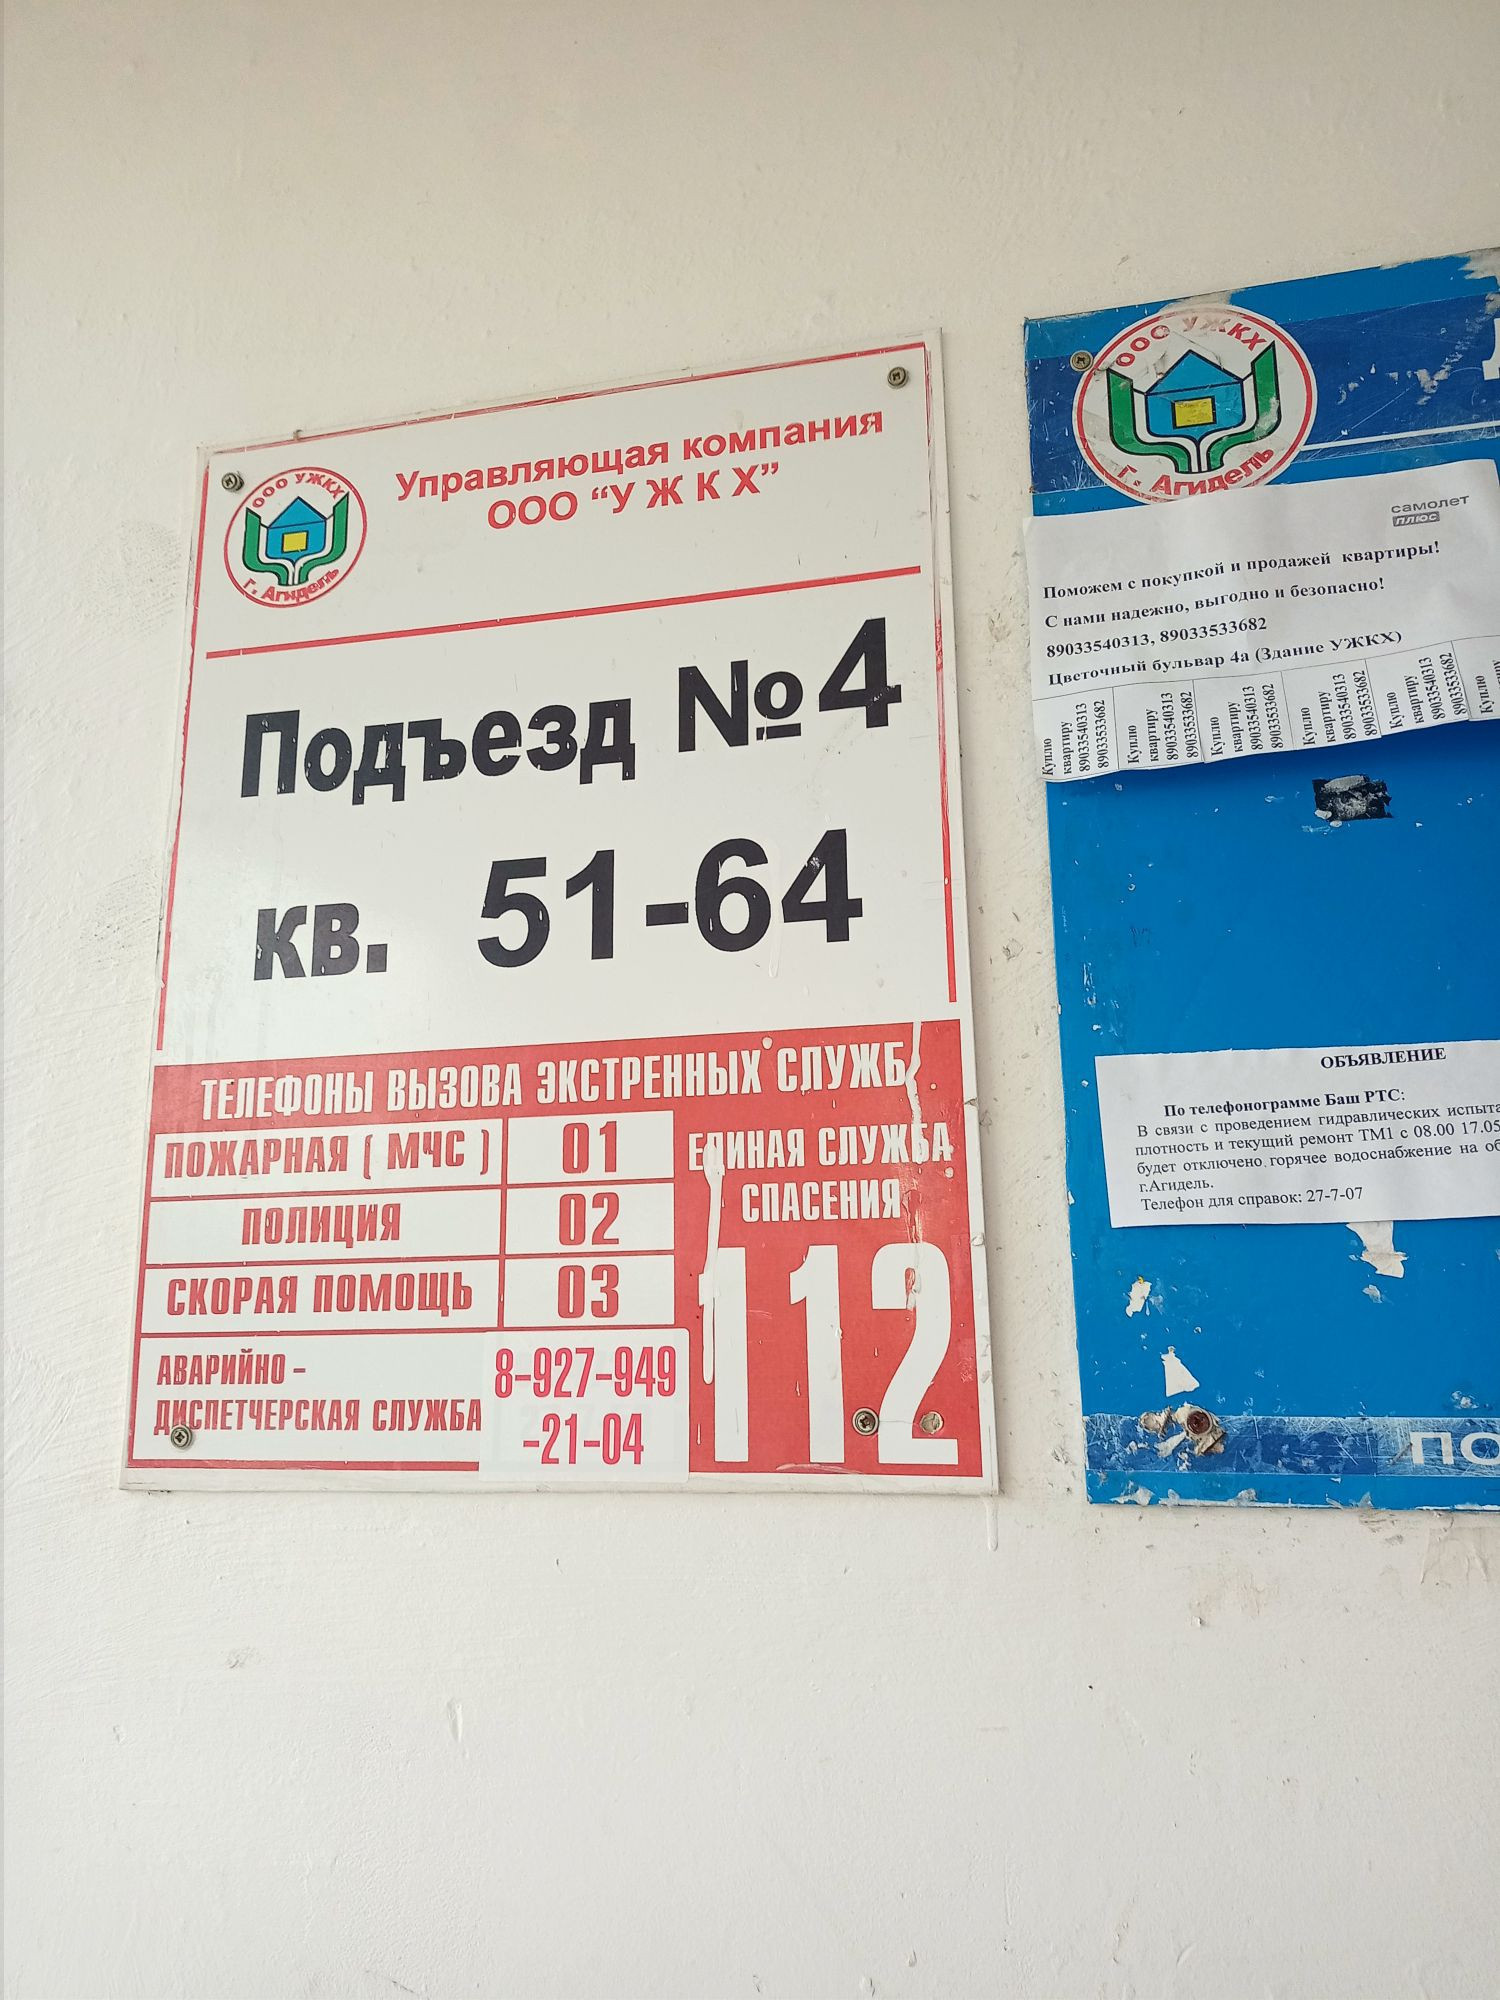 ООО УЖКХ
г. Агидель
Управляющая компания
ООО “У Ж К Х”
Подъезд №4
кв. 51-64
ТЕЛЕФОНЫ ВЫЗОВА ЭКСТРЕННЫХ СЛУЖБ
ПОЖАРНАЯ ( МЧС ) 01
ПОЛИЦИЯ 02
СКОРАЯ ПОМОЩЬ 03
АВАРИЙНО -
ДИСПЕТЧЕРСКАЯ СЛУЖБА
8-927-949
-21-04
ЕДИНАЯ СЛУЖБА
СПАСЕНИЯ
112
ООО УЖКХ
г. Агидель
самолет
плюс
Поможем с покупкой и продажей квартиры!
С нами надежно, выгодно и безопасно!
89033540313, 89033533682
Цветочный бульвар 4а (Здание УЖКХ)
Куплю
квартиру
89033540313
89033533682
Куплю
квартиру
89033540313
89033533682
Куплю
квартиру
89033540313
89033533682
Куплю
квартиру
89033540313
89033533682
Куплю
квартиру
89033540313
89033533682
Куплю
ОБЪЯВЛЕНИЕ
По телефонограмме Баш РТС:
В связи с проведением гидравлических
плотность и текущий ремонт ТМ1 с 08.00 17.05
будет отключено горячее водоснабжение на
г.Агидель.
Телефон для справок: 27-7-07